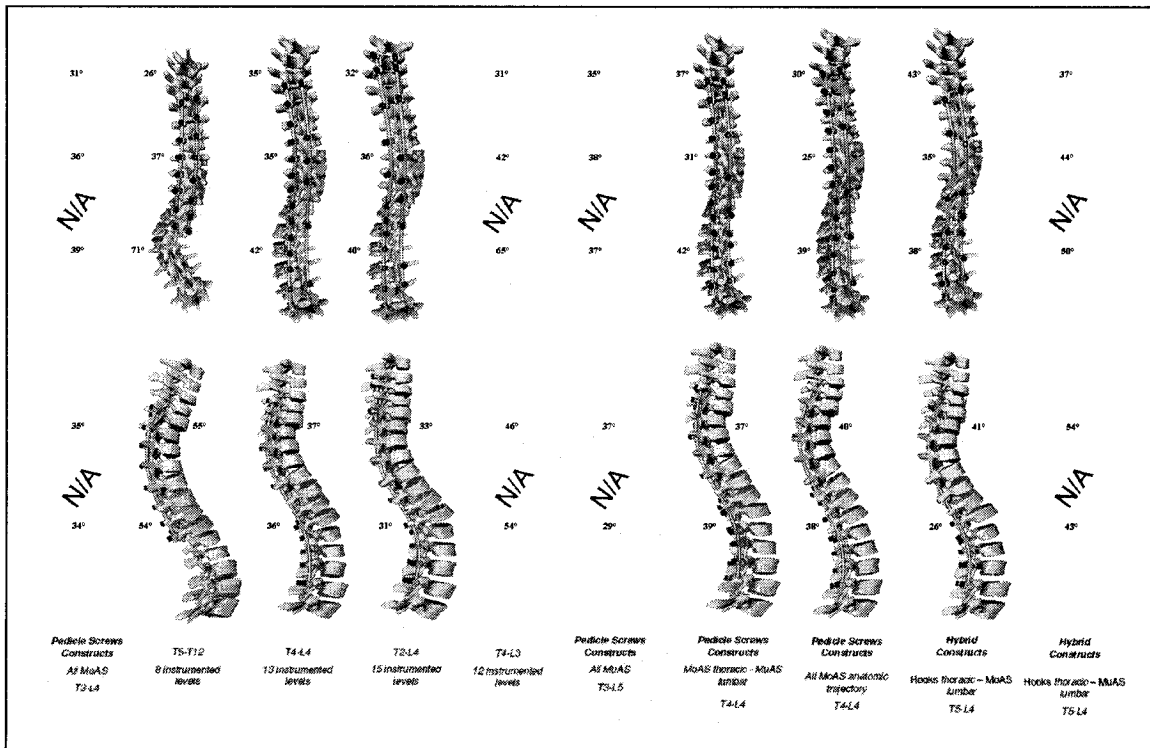 31° 26° 35° 32° 31° 35° 37° 30° 43° 37°
36° 37° 35° 36° 42° 38° 31° 25° 35° 44°
N/A N/A N/A N/A
39° 71° 42° 40° 65° 37° 42° 39° 36° 50°
35° 55° 37° 33° 46° 37° 37° 40° 41° 54°
N/A N/A N/A N/A
34° 54° 36° 31° 54° 29° 39° 38° 26° 43°
Pedicle Screws
Constructs
All MoAS
T3-L4
T5-T12
8 instrumented
levels
T4-L4
13 instrumented
levels
T2-L4
15 instrumented
levels
T4-L3
12 instrumented
levels
Pedicle Screws
Constructs
All MoAS
T3-L5
Pedicle Screws
Constructs
MoAS thoracic – MuAS
lumbar
T4-L4
Pedicle Screws
Constructs
All MoAS anatomic
trajectory
T4-L4
Hybrid
Constructs
Hooks thoracic – MoAS
lumbar
T5-L4
Hybrid
Constructs
Hooks thoracic – MuAS
lumbar
T5-L4